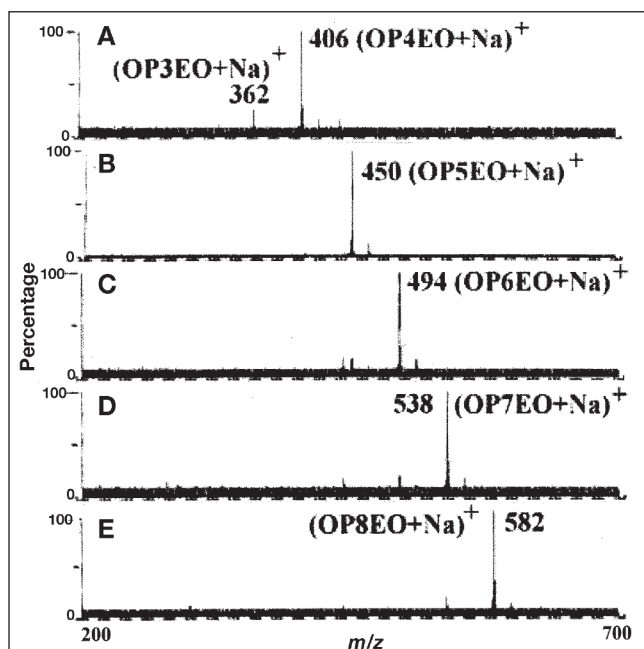 100
A
406 (OP4EO+Na)+
(OP3EO+Na)+
362
0
100
B
450 (OP5EO+Na)+
0
100
C
494 (OP6EO+Na)+
0
Percentage
100
D
538 (OP7EO+Na)+
0
100
E
(OP8EO+Na)+ 582
0
200
m/z
700